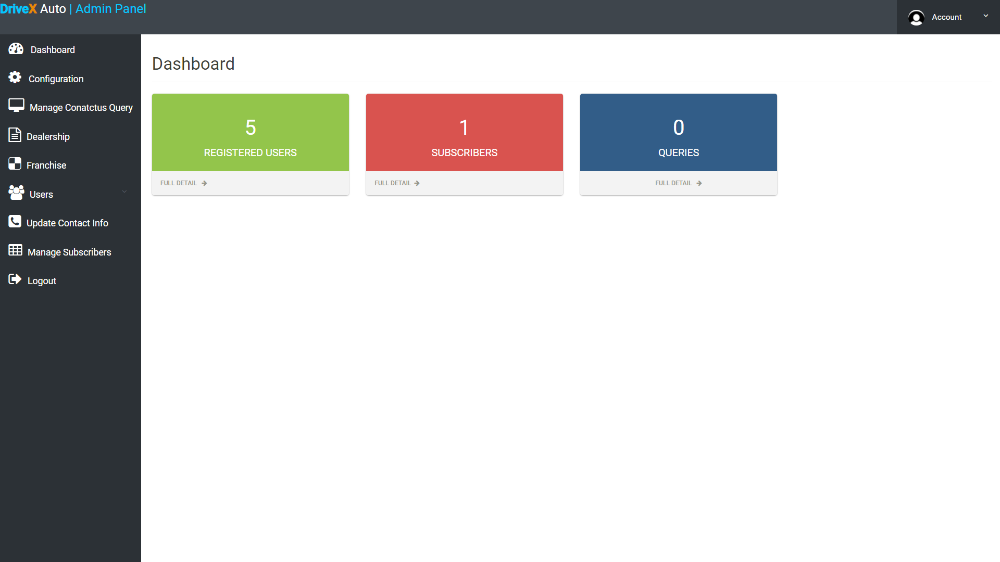 DriveX Auto | Admin Panel
Account
Dashboard
Configuration
Manage Conatctus Query
Dealership
Franchise
Users
Update Contact Info
Manage Subscribers
Logout
Dashboard
5
REGISTERED USERS
FULL DETAIL
1
SUBSCRIBERS
FULL DETAIL
0
QUERIES
FULL DETAIL